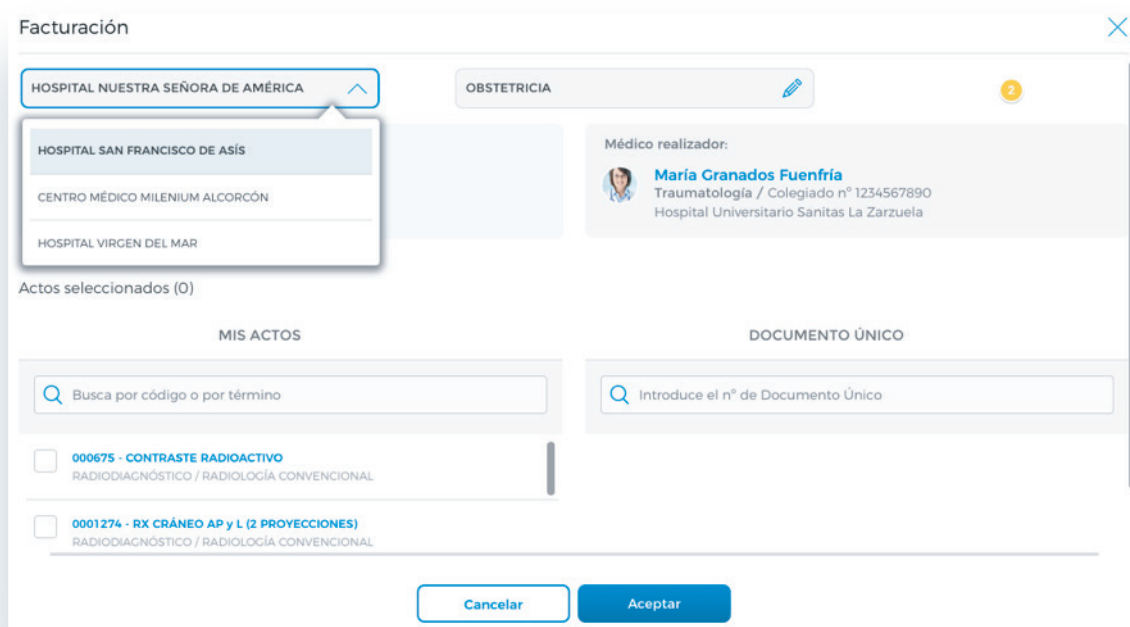 Facturación
HOSPITAL NUESTRA SEÑORA DE AMÉRICA
OBSTETRICIA
2
HOSPITAL SAN FRANCISCO DE ASÍS
CENTRO MÉDICO MILENIUM ALCORCÓN
HOSPITAL VIRGEN DEL MAR
Médico realizador:
María Granados Fuenfría
Traumatología / Colegiado nº 1234567890
Hospital Universitario Sanitas La Zarzuela
Actos seleccionados (0)
MIS ACTOS
DOCUMENTO ÚNICO
Busca por código o por término
Introduce el nº de Documento Único
000675 - CONTRASTE RADIOACTIVO
RADIODIAGNÓSTICO / RADIOLOGÍA CONVENCIONAL
0001274 - RX CRÁNEO AP y L (2 PROYECCIONES)
RADIODIAGNÓSTICO / RADIOLOGÍA CONVENCIONAL
Cancelar
Aceptar